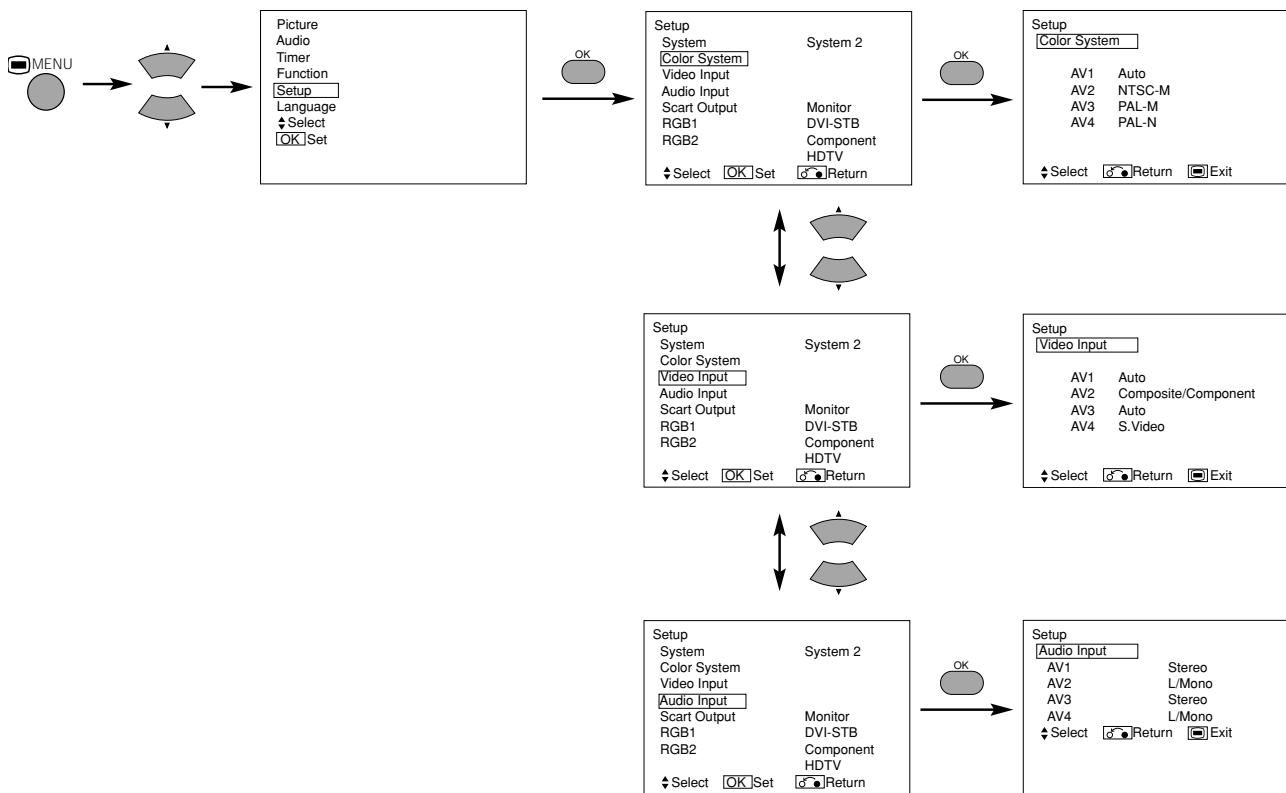 MENU
Picture
Audio
Timer
Function
Setup
Language
Select
OK Set
OK
Setup
System System 2
Color System
Video Input
Audio Input
Scart Output Monitor
RGB1 DVI-STB
RGB2 Component
HDTV
Select OK Set Return
OK
Setup
Color System
AV1 Auto
AV2 NTSC-M
AV3 PAL-M
AV4 PAL-N
Select Return Exit
Setup
System System 2
Color System
Video Input
Audio Input
Scart Output Monitor
RGB1 DVI-STB
RGB2 Component
HDTV
Select OK Set Return
OK
Setup
Video Input
AV1 Auto
AV2 Composite/Component
AV3 Auto
AV4 S.Video
Select Return Exit
Setup
System System 2
Color System
Video Input
Audio Input
Scart Output Monitor
RGB1 DVI-STB
RGB2 Component
HDTV
Select OK Set Return
OK
Setup
Audio Input
AV1 Stereo
AV2 L/Mono
AV3 Stereo
AV4 L/Mono
Select Return Exit